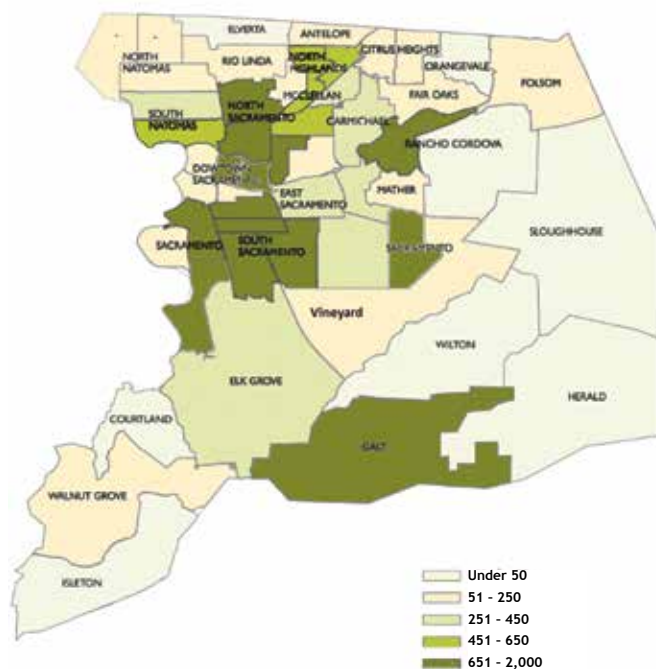 ELVERTA
ANTELOPE
NORTH
NATOMAS
RIO LINDA
NORTH
HIGHLANDS
CITRUS HEIGHTS
ORANGEVALE
FOLSOM
MCCLELLAN
FAIR OAKS
SOUTH
NATOMAS
NORTH
SACRAMENTO
CARMICHAEL
RANCHO CORDOVA
DOWTOWN
SACRAMENTO
EAST
SACRAMENTO
MATHER
SLOUGHHOUSE
SACRAMENTO
SOUTH
SACRAMENTO
SACRAMENTO
Vineyard
WILTON
ELK GROVE
HERALD
COURTLAND
GALT
WALNUT GROVE
ISLETON
Under 50
51 - 250
251 - 450
451 - 650
651 - 2,000